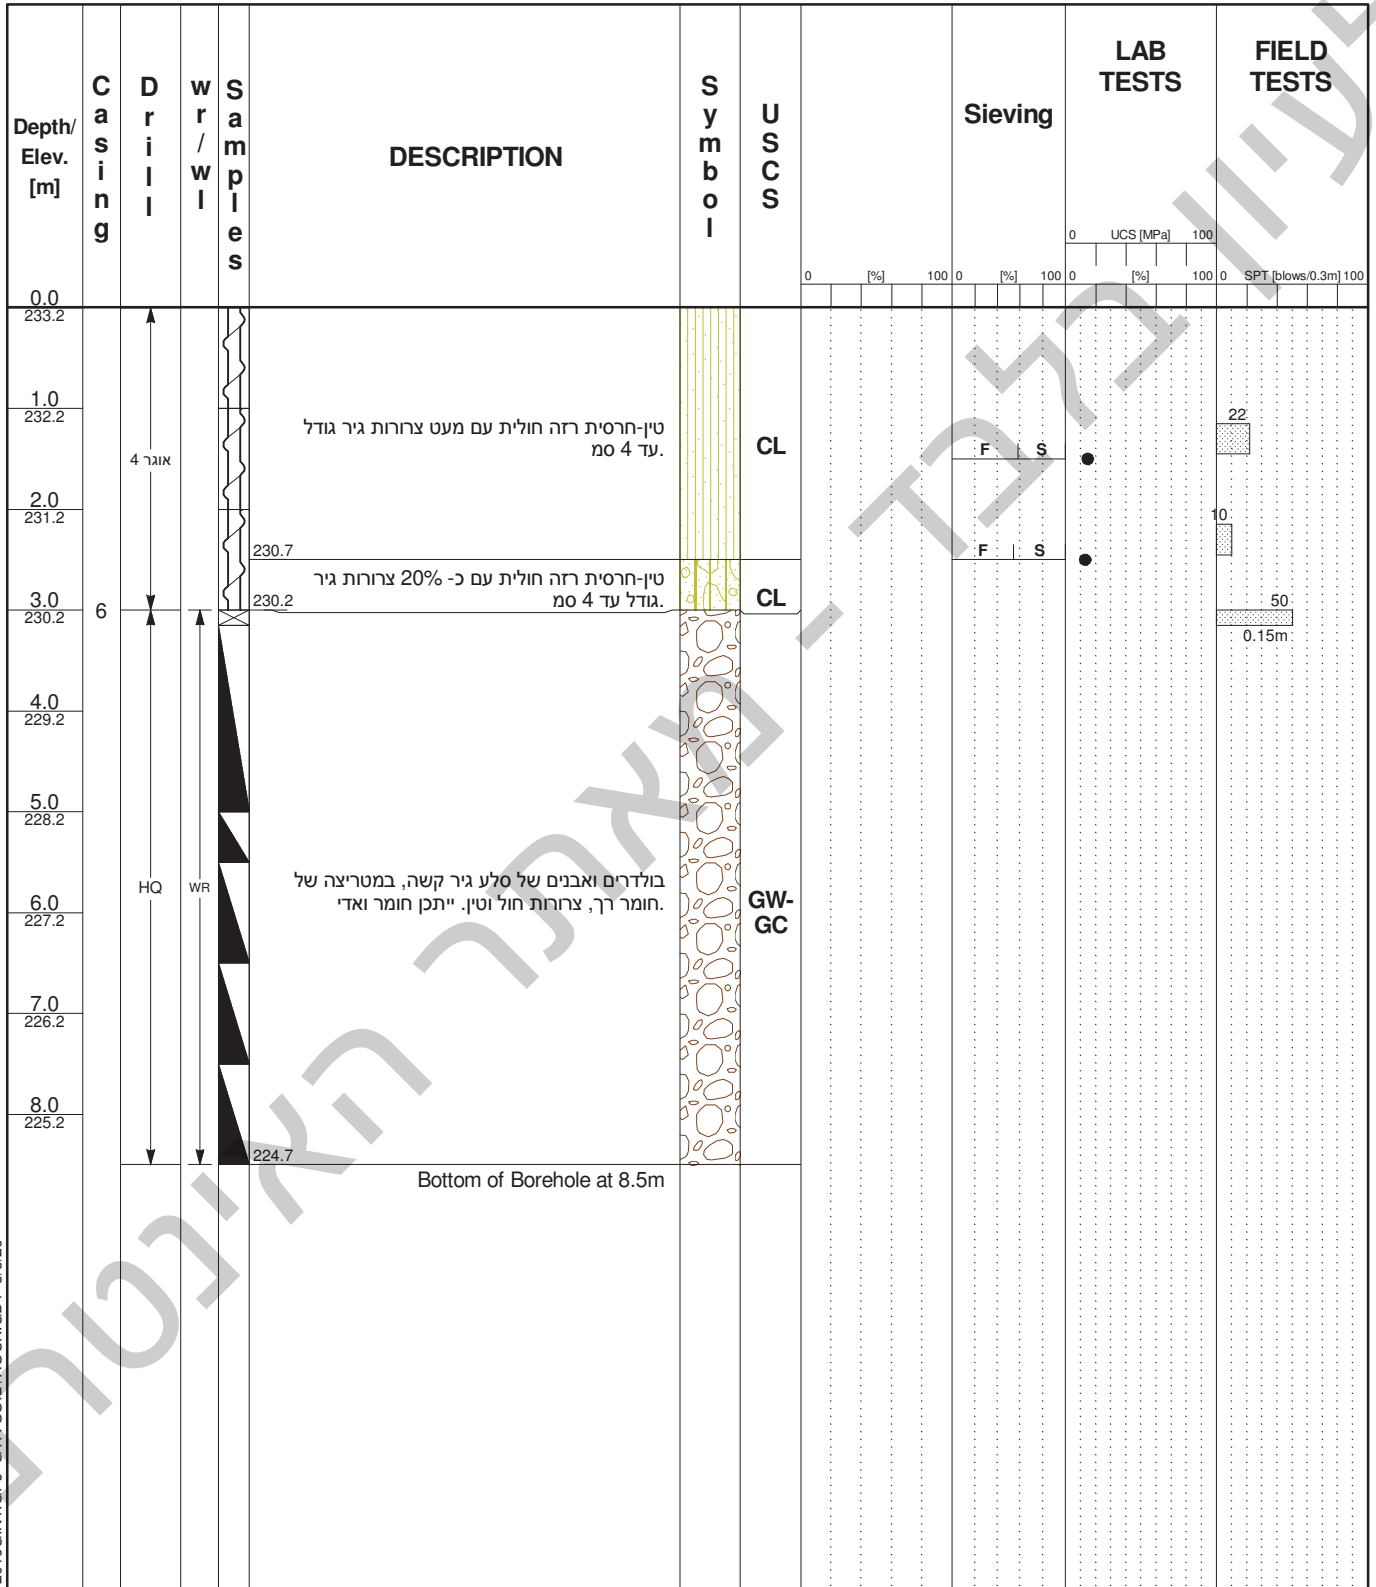 Depth/
Elev.
[m]
Casing
Drill
wr/wl
Samples
DESCRIPTION
Symbol
USCS
Sieving
LAB
TESTS
FIELD
TESTS
0 UCS [MPa] 100
0 [%] 100 0 [%] 100 0 [%] 100 0 SPT [blows/0.3m] 100
0.0
233.2
1.0
232.2
22
טין-חרסית רזה חולית עם מעט צרורות גיר גודל
עד 4 סמ.
CL
F S
אוגר 4
2.0
231.2
10
230.7
F S
טין-חרסית רזה חולית עם כ- 20% צרורות גיר
גודל עד 4 סמ.
CL
230.2
3.0
230.2
6
50
0.15m
4.0
229.2
5.0
228.2
HQ
WR
בולדרים ואבנים של סלע גיר קשה, במטריצה של
חומר רך, צרורות חול וטין. ייתכן חומר ואדי.
GW-
GC
6.0
227.2
7.0
226.2
8.0
225.2
224.7
Bottom of Borehole at 8.5m
לעיון בלבד - מאתר האינטרנ